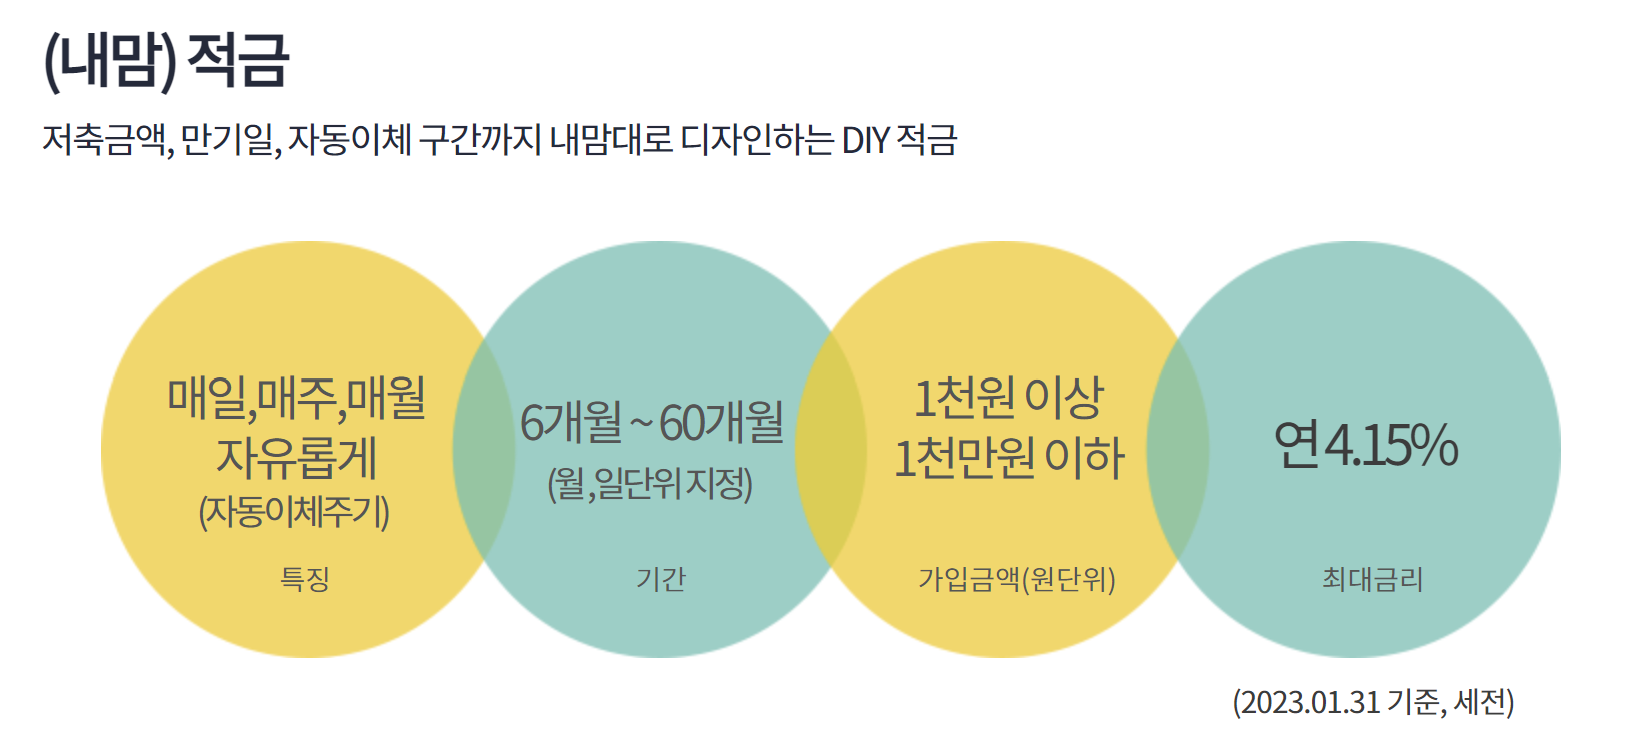 (내맘) 적금
저축금액, 만기일, 자동이체 구간까지 내맘대로 디자인하는 DIY 적금
매일,매주,매월
자유롭게
(자동이체주기)
특징
6개월 ~ 60개월
(월,일단위 지정)
기간
1천원 이상
1천만원 이하
가입금액(원단위)
연 4.15%
최대금리
(2023.01.31 기준, 세전)